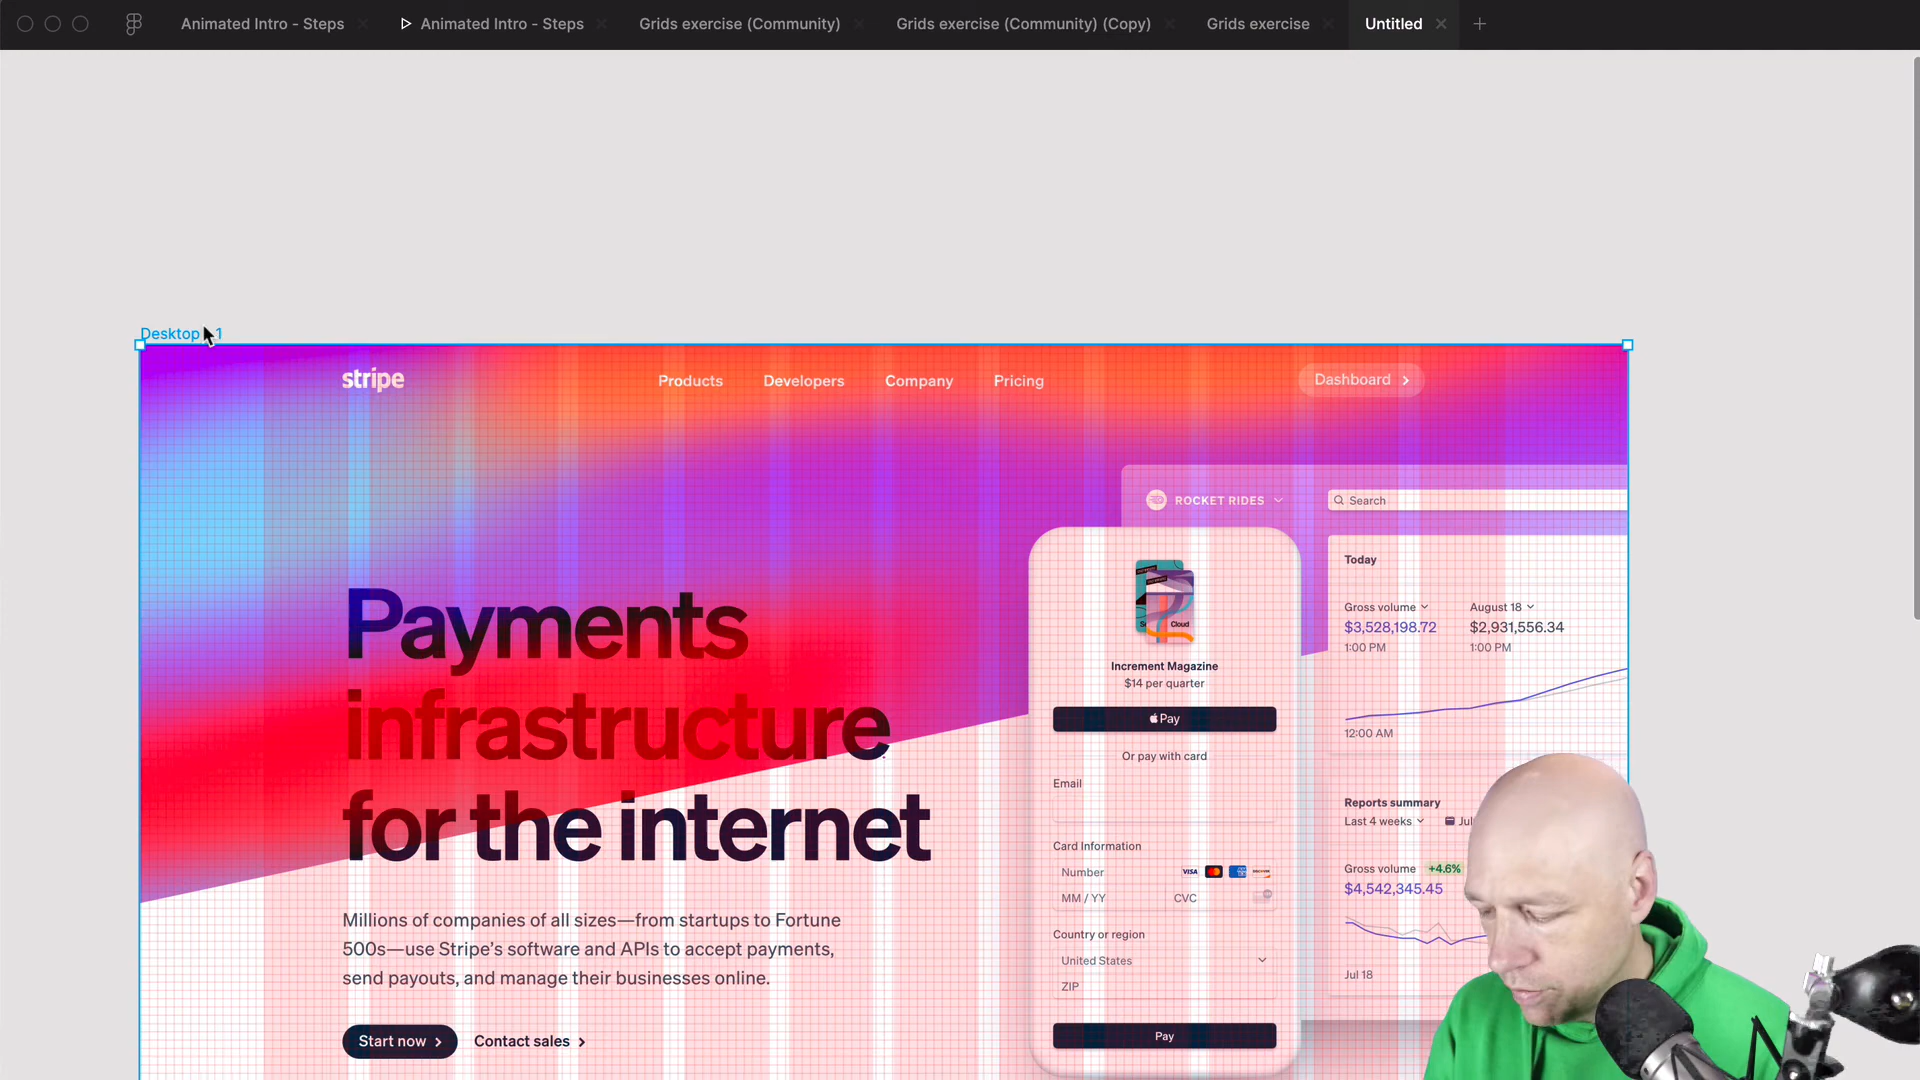 Animated Intro - Steps
Animated Intro - Steps
Grids exercise (Community)
Grids exercise (Community) (Copy)
Grids exercise
Untitled
Desktop 1
stripe
Products
Developers
Company
Pricing
Dashboard
ROCKET RIDES
Search
Today
Gross volume
August 18
$3,528,198.72
$2,931,556.34
1:00 PM
1:00 PM
12:00 AM
Payments
infrastructure
for the internet
Cloud
Increment Magazine
$14 per quarter
Pay
Or pay with card
Email
Card Information
Number
VISA
DISCOVER
MM / YY
CVC
Country or region
United States
ZIP
Pay
Reports summary
Last 4 weeks
Jul
Gross volume
+4.6%
$4,542,345.45
Jul 18
Millions of companies of all sizes—from startups to Fortune
500s—use Stripe’s software and APIs to accept payments,
send payouts, and manage their businesses online.
Start now
Contact sales